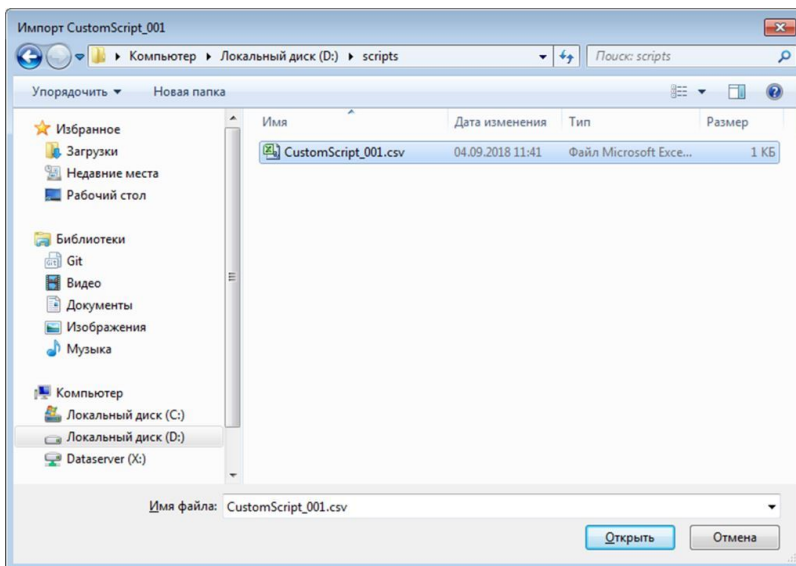 Импорт CustomScript_001
Компьютер Локальный диск (D:) scripts Поиск: scripts
Упорядочить Новая папка
Имя Дата изменения Тип Размер
CustomScript_001.csv 04.09.2018 11:41 Файл Microsoft Exce... 1 КБ
Избранное
Загрузки
Недавние места
Рабочий стол
Библиотеки
Git
Видео
Документы
Изображения
Музыка
Компьютер
Локальный диск (C:)
Локальный диск (D:)
Dataserver (X:)
Имя файла: CustomScript_001.csv
Открыть Отмена